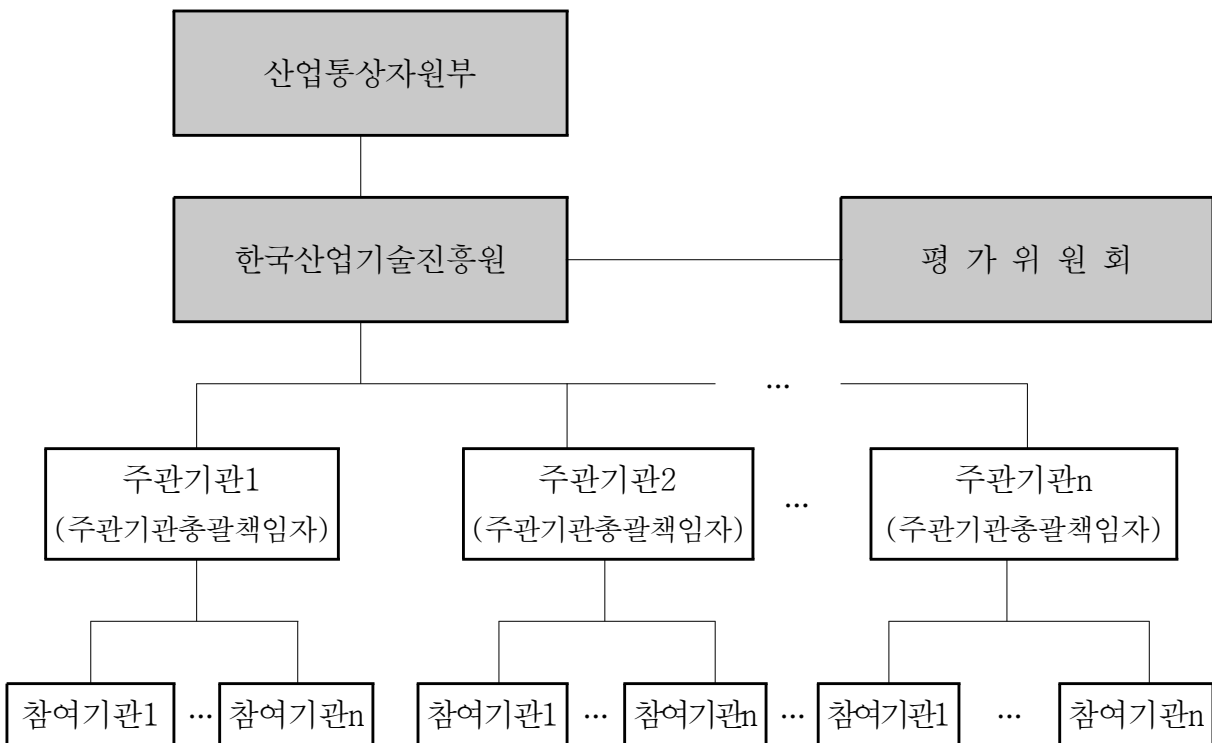 산업통상자원부
한국산업기술진흥원
평 가 위 원 회
...
주관기관1
(주관기관총괄책임자)
주관기관2
(주관기관총괄책임자)
...
주관기관n
(주관기관총괄책임자)
참여기관1 ... 참여기관n 참여기관1 ... 참여기관n ... 참여기관1 ... 참여기관n